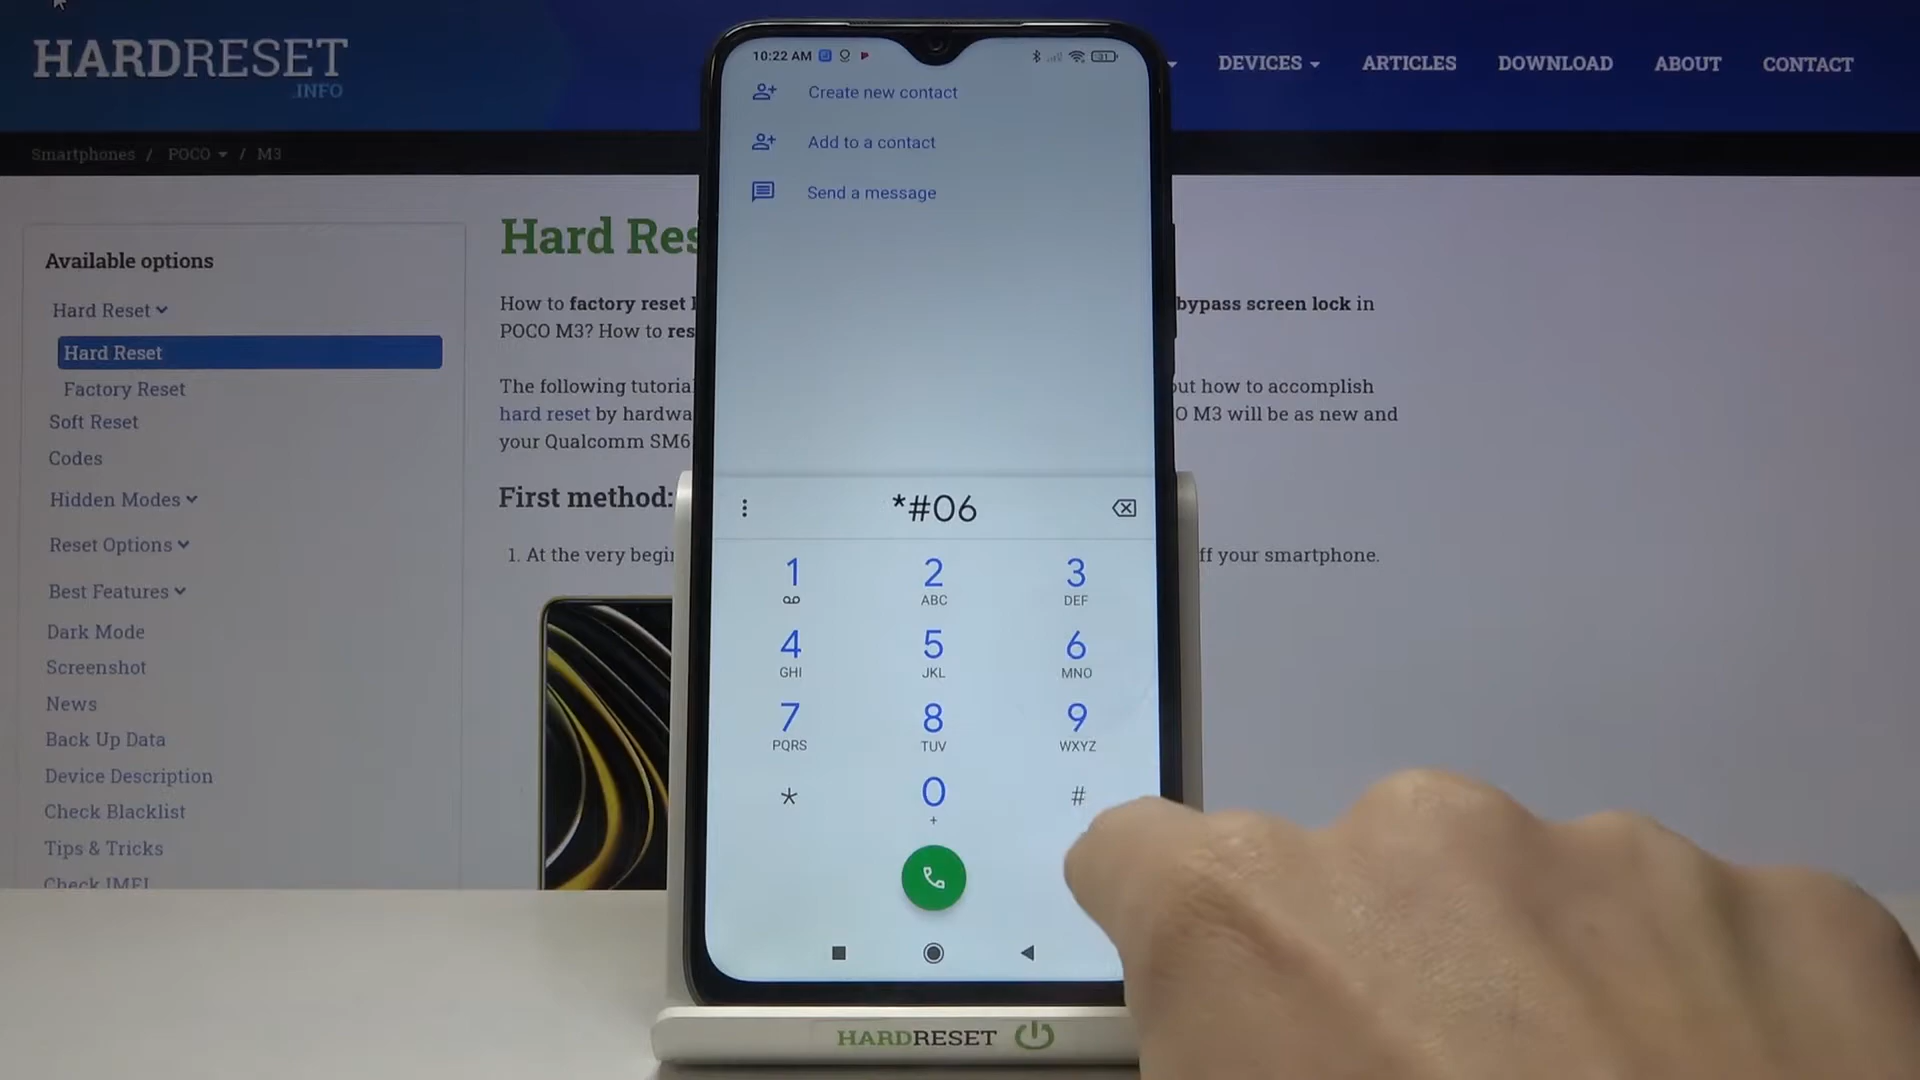 HARDRESET
.INFO
DEVICES
ARTICLES
DOWNLOAD
ABOUT
CONTACT
Smartphones / POCO / M3
Available options
Hard Reset
Hard Reset
Factory Reset
Soft Reset
Codes
Hidden Modes
Reset Options
Best Features
Dark Mode
Screenshot
News
Back Up Data
Device Description
Check Blacklist
Tips & Tricks
Check IMEI
Hard Res
How to factory reset bypass screen lock in
POCO M3? How to res
The following tutorial out how to accomplish
hard reset by hardwa O M3 will be as new and
your Qualcomm SM6
First method:
1. At the very begin ff your smartphone.
10:22 AM
31
Create new contact
Add to a contact
Send a message
*#06
1
2 ABC
3 DEF
4 GHI
5 JKL
6 MNO
7 PQRS
8 TUV
9 WXYZ
*
0 +
#
HARDRESET